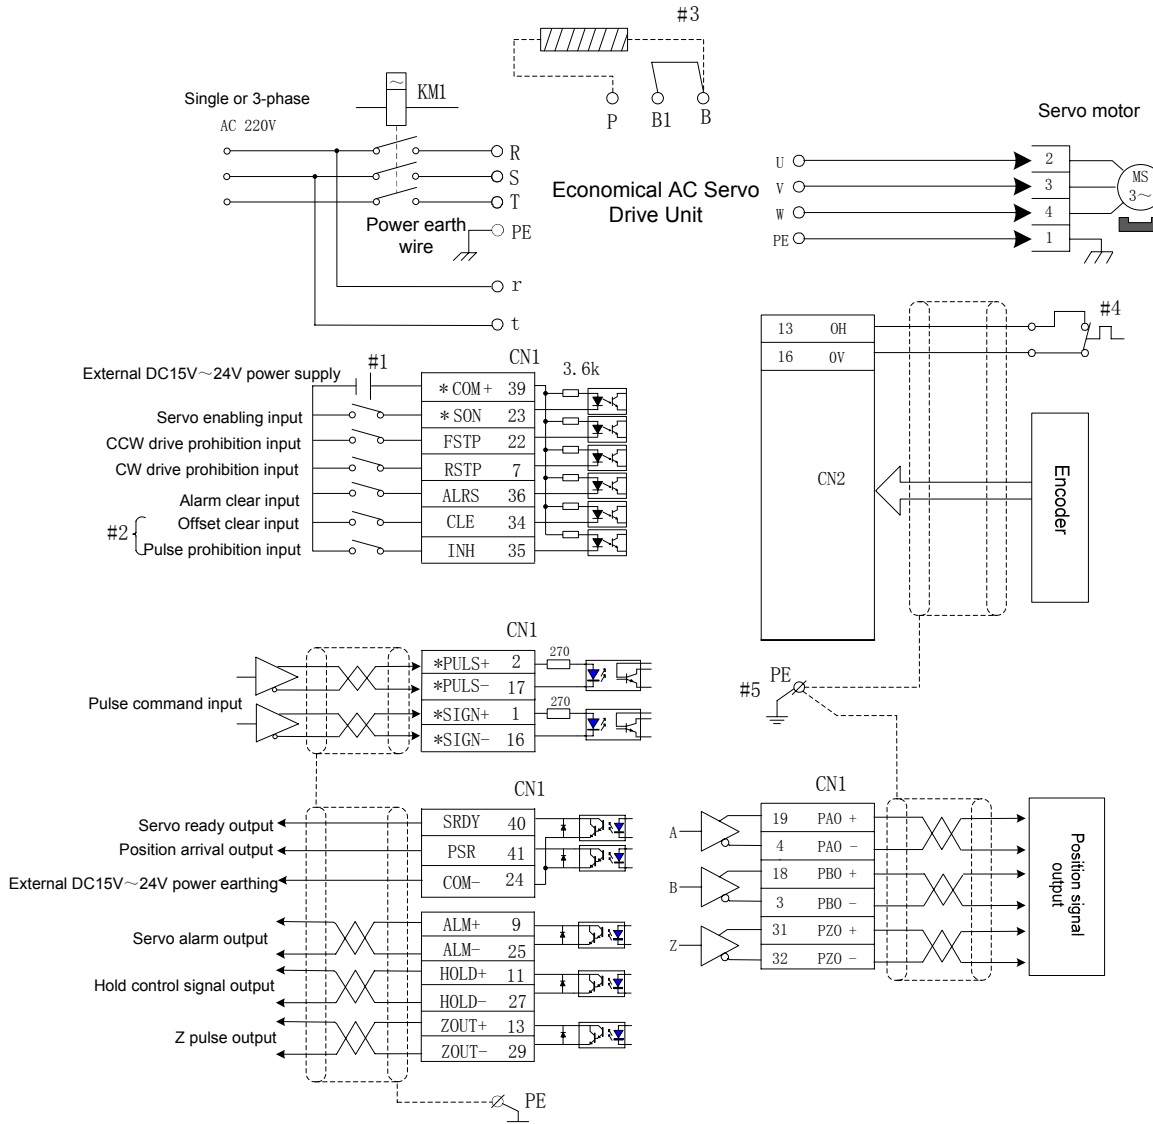 #3
P
B1
B
Single or 3-phase
AC 220V
KM1
R
S
T
PE
Power earth
wire
r
t
Economical AC Servo
Drive Unit
Servo motor
U
V
W
PE
2
3
4
1
MS
3~
CN1
External DC15V~24V power supply
#1
*COM+ 39
3.6k
Servo enabling input
*SON 23
CCW drive prohibition input
FSTP 22
CW drive prohibition input
RSTP 7
Alarm clear input
ALRS 36
#2
Offset clear input
CLE 34
Pulse prohibition input
INH 35
13 OH
16 0V
CN2
#4
Encoder
CN1
Pulse command input
*PULS+ 2
270
*PULS- 17
*SIGN+ 1
270
*SIGN- 16
#5
PE
CN1
Servo ready output
SRDY 40
Position arrival output
PSR 41
External DC15V~24V power earthing
COM- 24
Servo alarm output
ALM+ 9
ALM- 25
Hold control signal output
HOLD+ 11
HOLD- 27
Z pulse output
ZOUT+ 13
ZOUT- 29
PE
CN1
A
19 PAO +
4 PAO -
B
18 PBO +
3 PBO -
Z
31 PZO +
32 PZO -
Position signal
output